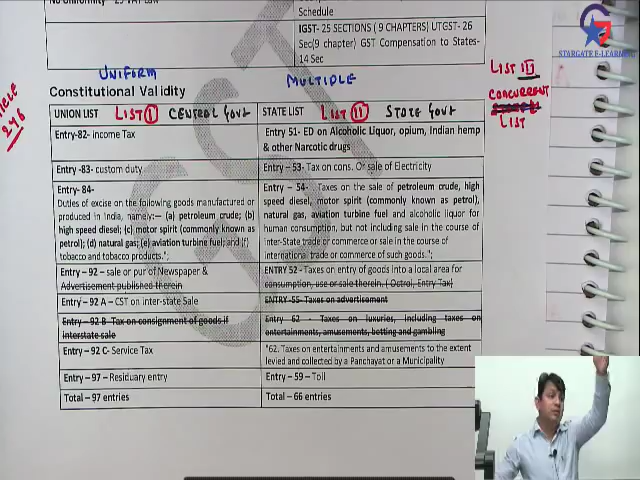 No Uniformity - 29 VAT Law
Schedule
IGST- 25 SECTIONS ( 9 CHAPTERS) UTGST- 26
Sec(9 chapter) GST Compensation to States-
14 Sec
STARGATE E-LEARNING
UNIFORM
MULTIPLE
LIST III
CONCURRENT
LIST
246
Constitutional Validity
UNION LIST LIST I CENTRAL GOVT
STATE LIST LIST II STATE GOVT
Entry-82- income Tax
Entry 51- ED on Alcoholic Liquor, opium, Indian hemp
& other Narcotic drugs
Entry -83- custom duty
Entry – 53- Tax on cons. Or sale of Electricity
Entry- 84-
Duties of excise on the following goods manufactured or
produced in India, namely:— (a) petroleum crude; (b)
high speed diesel; (c) motor spirit (commonly known as
petrol); (d) natural gas; (e) aviation turbine fuel; and (f)
tobacco and tobacco products.";
Entry – 54- Taxes on the sale of petroleum crude, high
speed diesel, motor spirit (commonly known as petrol),
natural gas, aviation turbine fuel and alcoholic liquor for
human consumption, but not including sale in the course of
inter-State trade or commerce or sale in the course of
international trade or commerce of such goods.";
Entry – 92 – sale or pur of Newspaper &
Advertisement published therein
ENTRY 52 - Taxes on entry of goods into a local area for
consumption, use or sale therein. ( Octroi, Entry Tax)
Entry – 92 A – CST on inter-state Sale
ENTRY -55- Taxes on advertisement
Entry – 92 B- Tax on consignment of goods if
interstate sale
Entry 62 - Taxes on luxuries, including taxes on
entertainments, amusements, betting and gambling
Entry – 92 C- Service Tax
"62. Taxes on entertainments and amusements to the extent
levied and collected by a Panchayat or a Municipality
Entry – 97 – Residuary entry
Entry – 59 – Toll
Total – 97 entries
Total – 66 entries